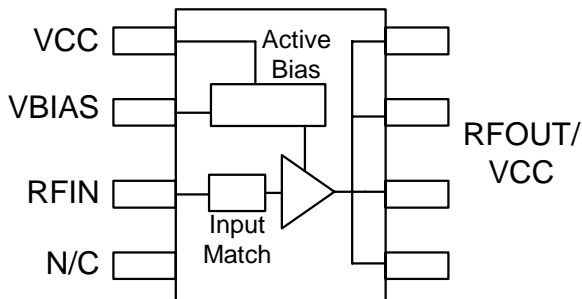 VCC
Active
Bias
VBIAS
RFOUT/
VCC
RFIN
Input
Match
N/C